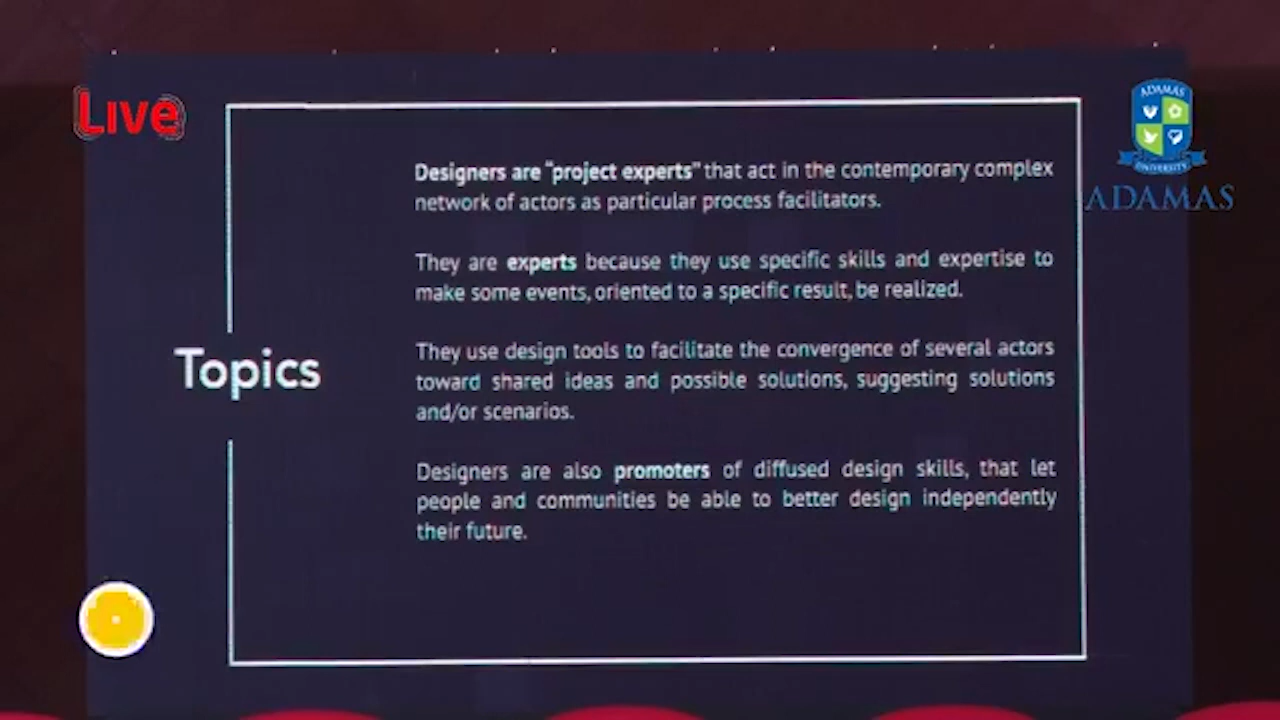 Live
ADAMAS
UNIVERSITY
ADAMAS
Topics
Designers are “project experts” that act in the contemporary complex
network of actors as particular process facilitators.
They are experts because they use specific skills and expertise to
make some events, oriented to a specific result, be realized.
They use design tools to facilitate the convergence of several actors
toward shared ideas and possible solutions, suggesting solutions
and/or scenarios.
Designers are also promoters of diffused design skills, that let
people and communities be able to better design independently
their future.